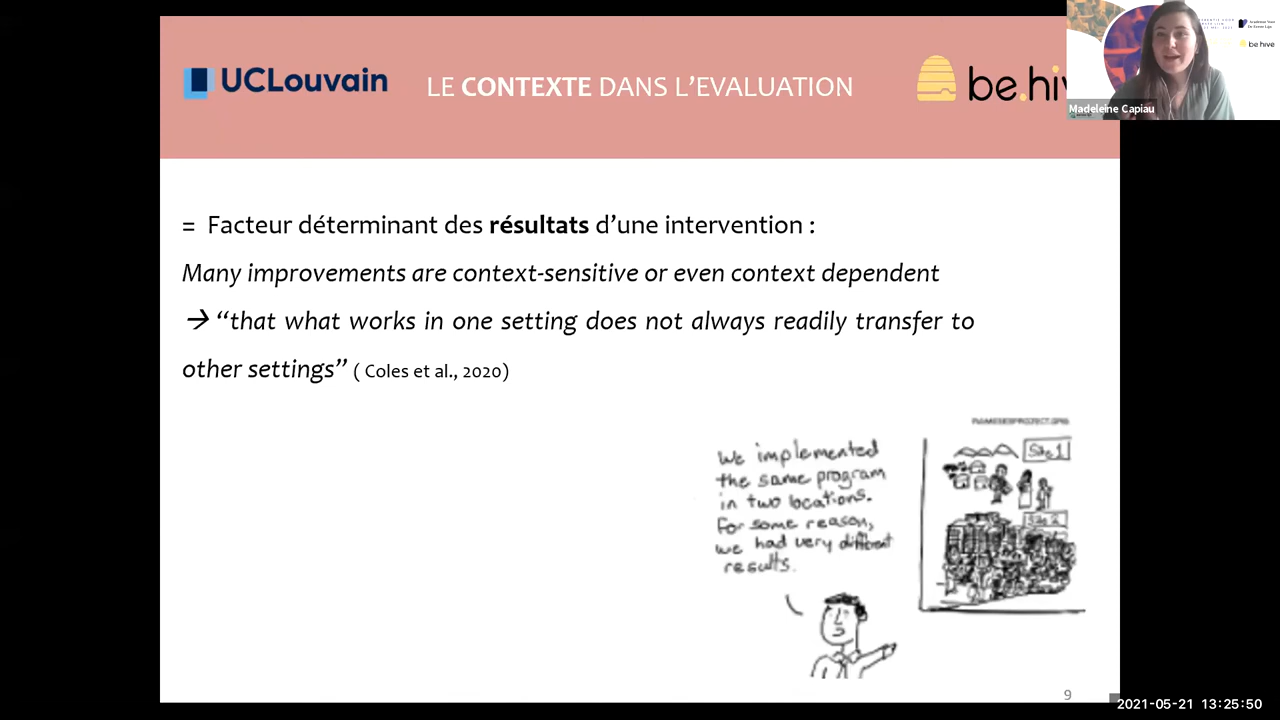 UCLouvain
LE CONTEXTE DANS L’EVALUATION
be.hiv
be hive
Madeleine Capiau
= Facteur déterminant des résultats d’une intervention :
Many improvements are context-sensitive or even context dependent
→ “that what works in one setting does not always readily transfer to
other settings” ( Coles et al., 2020)
We implemented
the same program
in two locations.
For some reason,
we had very different
results.
Site 1
Site 2
9
2021-05-21 13:25:50